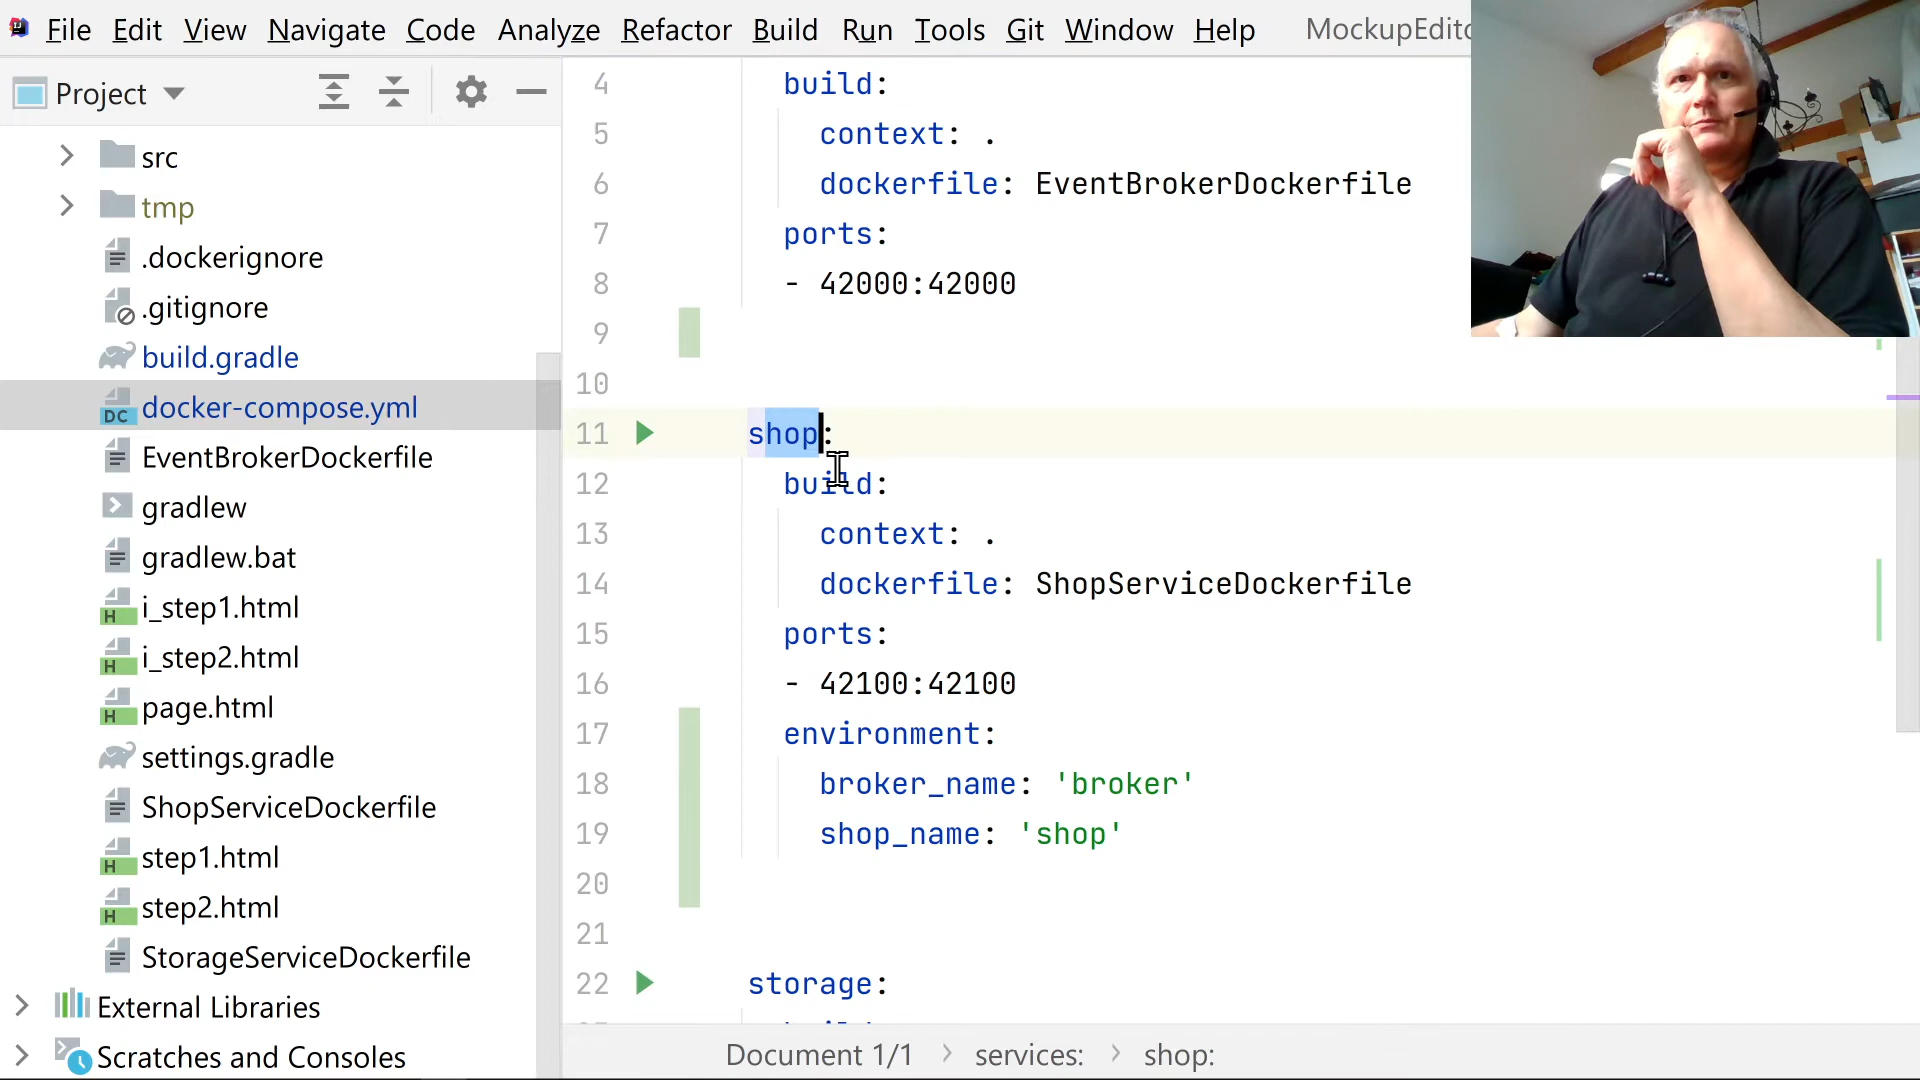 File Edit View Navigate Code Analyze Refactor Build Run Tools Git Window Help MockupEdito
Project
src
tmp
.dockerignore
.gitignore
build.gradle
DC docker-compose.yml
EventBrokerDockerfile
gradlew
gradlew.bat
H i_step1.html
H i_step2.html
H page.html
settings.gradle
ShopServiceDockerfile
H step1.html
H step2.html
StorageServiceDockerfile
External Libraries
Scratches and Consoles
4 build:
5 context: .
6 dockerfile: EventBrokerDockerfile
7 ports:
8 - 42000:42000
9
10
11 shop:
12 build:
13 context: .
14 dockerfile: ShopServiceDockerfile
15 ports:
16 - 42100:42100
17 environment:
18 broker_name: 'broker'
19 shop_name: 'shop'
20
21
22 storage:
Document 1/1 > services: > shop: